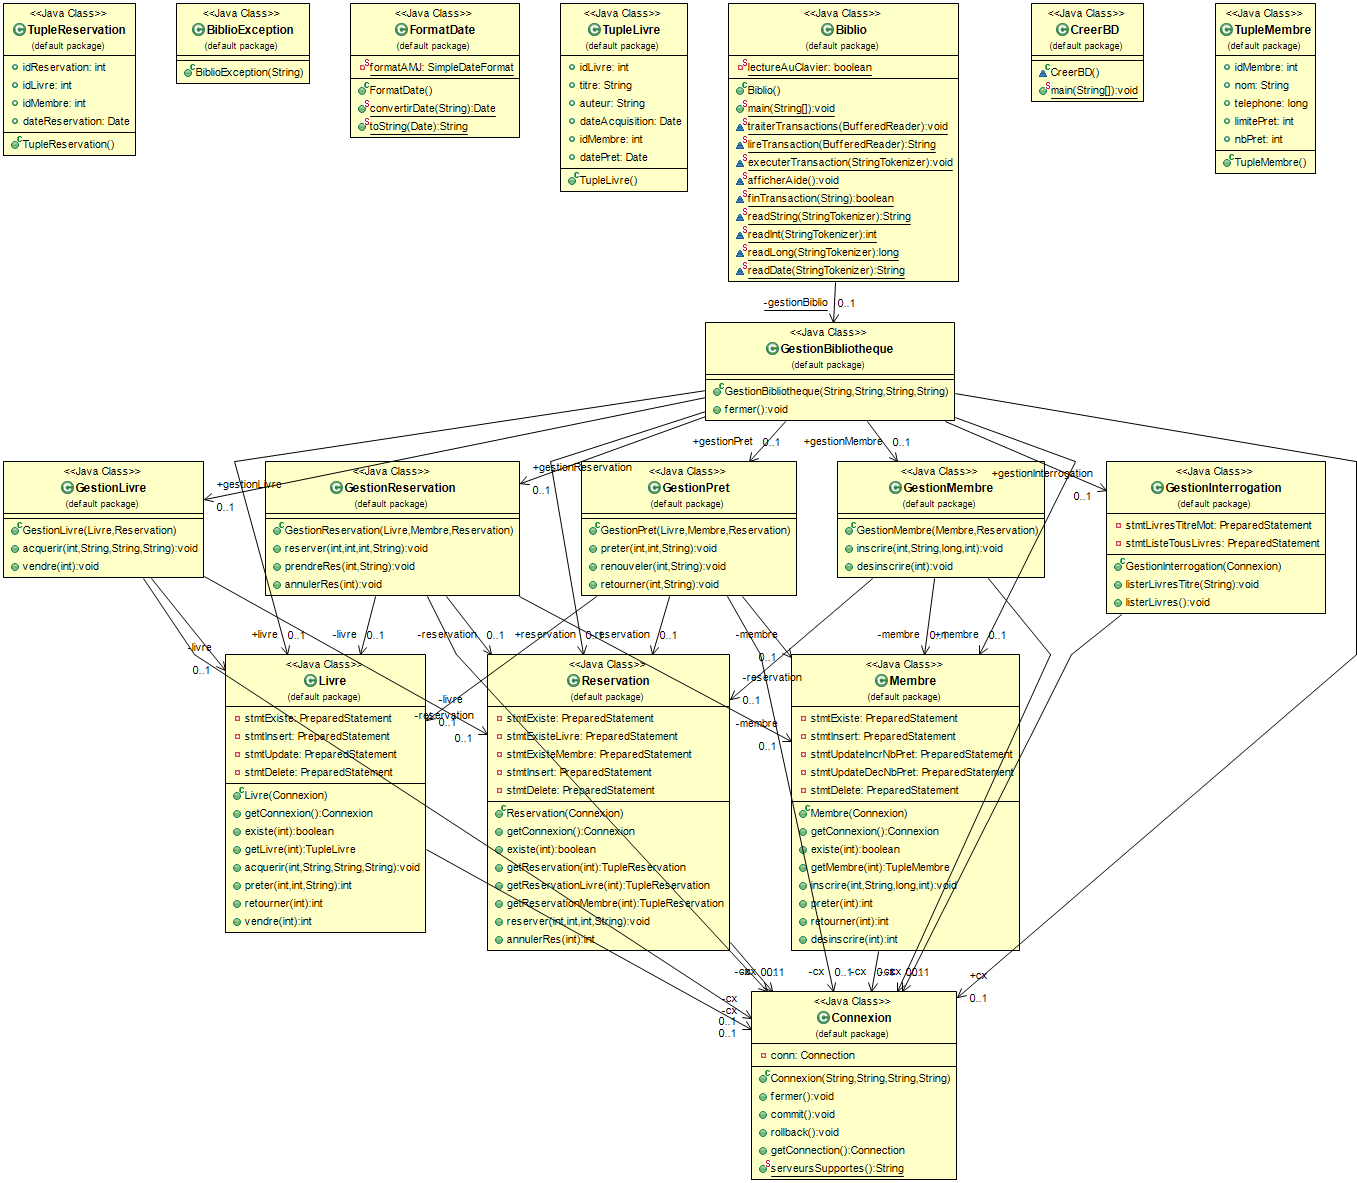 <<Java Class>>
TupleReservation
(default package)
idReservation: int
idLivre: int
idMembre: int
dateReservation: Date
TupleReservation()
<<Java Class>>
BiblioException
(default package)
BiblioException(String)
<<Java Class>>
FormatDate
(default package)
formatAMJ: SimpleDateFormat
FormatDate()
convertirDate(String):Date
toString(Date):String
<<Java Class>>
TupleLivre
(default package)
idLivre: int
titre: String
auteur: String
dateAcquisition: Date
idMembre: int
datePret: Date
TupleLivre()
<<Java Class>>
Biblio
(default package)
lectureAuClavier: boolean
Biblio()
main(String[]):void
traiterTransactions(BufferedReader):void
lireTransaction(BufferedReader):String
executerTransaction(StringTokenizer):void
afficherAide():void
finTransaction(String):boolean
readString(StringTokenizer):String
readInt(StringTokenizer):int
readLong(StringTokenizer):long
readDate(StringTokenizer):String
<<Java Class>>
CreerBD
(default package)
CreerBD()
main(String[]):void
<<Java Class>>
TupleMembre
(default package)
idMembre: int
nom: String
telephone: long
limitePret: int
nbPret: int
TupleMembre()
-gestionBiblio
0..1
<<Java Class>>
GestionBibliotheque
(default package)
GestionBibliotheque(String,String,String,String)
fermer():void
+gestionLivre
0..1
+gestionReservation
0..1
+gestionPret
0..1
+gestionMembre
0..1
+gestionInterrogation
0..1
<<Java Class>>
GestionLivre
(default package)
GestionLivre(Livre,Reservation)
acquerir(int,String,String,String):void
vendre(int):void
<<Java Class>>
GestionReservation
(default package)
GestionReservation(Livre,Membre,Reservation)
reserver(int,int,int,String):void
prendreRes(int,String):void
annulerRes(int):void
<<Java Class>>
GestionPret
(default package)
GestionPret(Livre,Membre,Reservation)
preter(int,int,String):void
renouveler(int,String):void
retourner(int,String):void
<<Java Class>>
GestionMembre
(default package)
GestionMembre(Membre,Reservation)
inscrire(int,String,long,int):void
desinscrire(int):void
<<Java Class>>
GestionInterrogation
(default package)
stmtLivresTitreMot: PreparedStatement
stmtListeTousLivres: PreparedStatement
GestionInterrogation(Connexion)
listerLivresTitre(String):void
listerLivres():void
-livre
0..1
+livre
0..1
-livre
0..1
-reservation
0..1
+reservation
0..1
-reservation
0..1
-membre
0..1
-membre
0..1
+membre
0..1
-livre
0..1
-reservation
0..1
-reservation
0..1
-membre
0..1
<<Java Class>>
Livre
(default package)
stmtExiste: PreparedStatement
stmtInsert: PreparedStatement
stmtUpdate: PreparedStatement
stmtDelete: PreparedStatement
Livre(Connexion)
getConnexion():Connexion
existe(int):boolean
getLivre(int):TupleLivre
acquerir(int,String,String,String):void
preter(int,int,String):int
retourner(int):int
vendre(int):int
<<Java Class>>
Reservation
(default package)
stmtExiste: PreparedStatement
stmtExisteLivre: PreparedStatement
stmtExisteMembre: PreparedStatement
stmtInsert: PreparedStatement
stmtDelete: PreparedStatement
Reservation(Connexion)
getConnexion():Connexion
existe(int):boolean
getReservation(int):TupleReservation
getReservationLivre(int):TupleReservation
getReservationMembre(int):TupleReservation
reserver(int,int,int,String):void
annulerRes(int):int
<<Java Class>>
Membre
(default package)
stmtExiste: PreparedStatement
stmtInsert: PreparedStatement
stmtUpdateIncrNbPret: PreparedStatement
stmtUpdateDecNbPret: PreparedStatement
stmtDelete: PreparedStatement
Membre(Connexion)
getConnexion():Connexion
existe(int):boolean
getMembre(int):TupleMembre
inscrire(int,String,long,int):void
preter(int):int
retourner(int):int
desinscrire(int):int
-cx
0..1
-cx
-cx
+cx
0..1
-cx
-cx
0..1
0..1
<<Java Class>>
Connexion
(default package)
conn: Connection
Connexion(String,String,String,String)
fermer():void
commit():void
rollback():void
getConnection():Connection
serveursSupportes():String